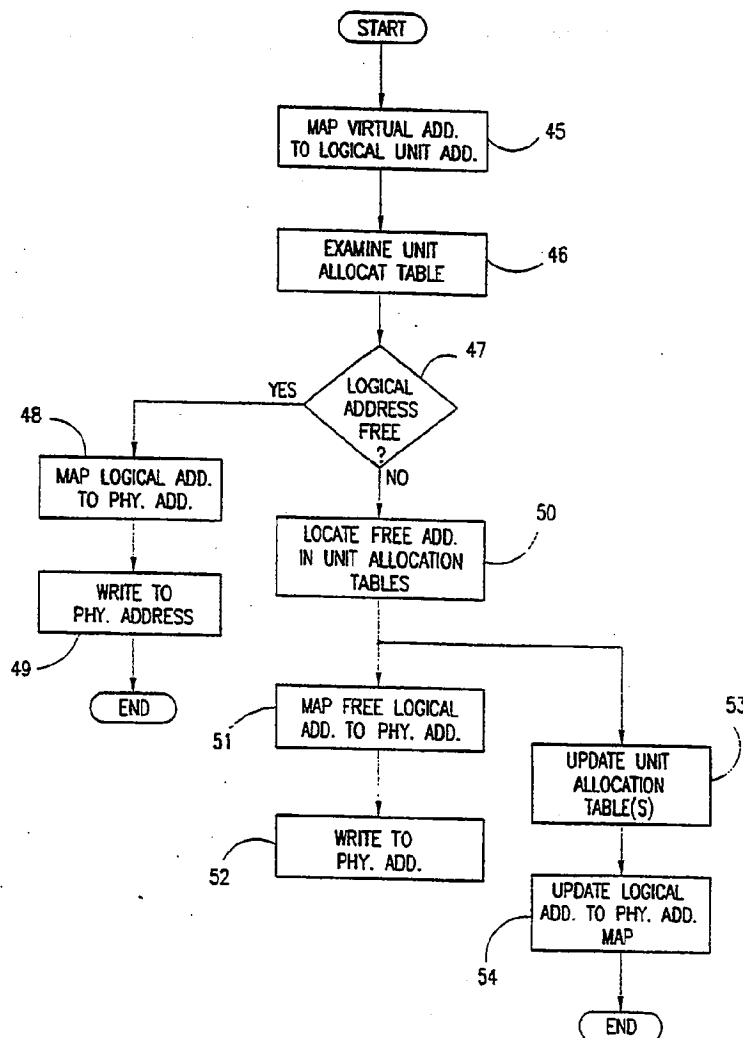 START
MAP VIRTUAL ADD.
TO LOGICAL UNIT ADD.
45
EXAMINE UNIT
ALLOCAT TABLE
46
47
LOGICAL
ADDRESS
FREE
?
YES
NO
48
MAP LOGICAL ADD.
TO PHY. ADD.
WRITE TO
PHY. ADDRESS
49
END
50
LOCATE FREE ADD.
IN UNIT ALLOCATION
TABLES
MAP FREE LOGICAL
ADD. TO PHY. ADD.
51
WRITE TO
PHY. ADD.
52
53
UPDATE UNIT
ALLOCATION
TABLE(S)
UPDATE LOGICAL
ADD. TO PHY. ADD.
MAP
54
END